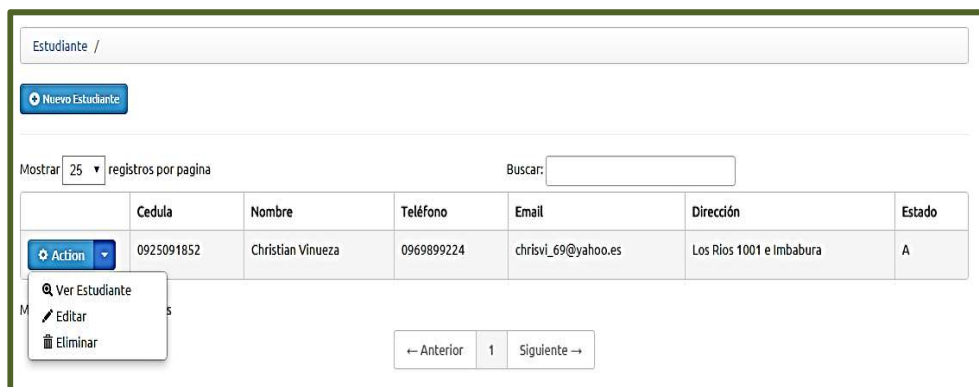 Estudiante /
Nuevo Estudiante
Mostrar 25 registros por pagina Buscar:
Cedula Nombre Teléfono Email Dirección Estado
Action 0925091852 Christian Vinueza 0969899224 chrisvi_69@yahoo.es Los Rios 1001 e Imbabura A
Ver Estudiante
Editar
Eliminar
← Anterior 1 Siguiente →